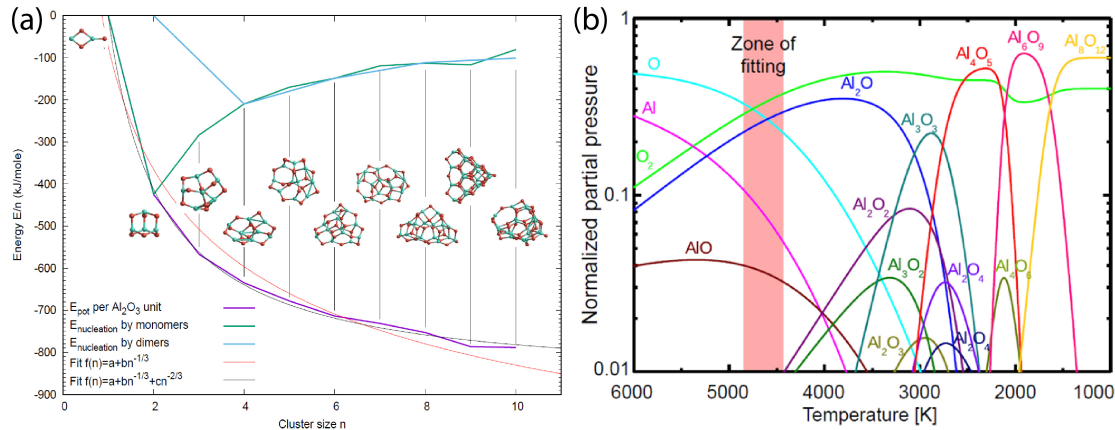 (a)
0
-100
-200
-300
-400
-500
-600
-700
-800
-900
Energy E/n (kJ/mole)
E_pot per Al₂O₃ unit
E_nucleation by monomers
E_nucleation by dimers
Fit f(n)=a+bn^-1/3
Fit f(n)=a+bn^-1/3+cn^-2/3
0 2 4 6 8 10
Cluster size n
(b)
1
0.1
0.01
Normalized partial pressure
Zone of
fitting
O
Al
O₂
AlO
Al₂O
Al₃O₃
Al₂O₂
Al₃O₂
Al₂O₃
Al₂O₄
Al₂O₄
Al₄O₅
Al₄O₆
Al₆O₉
Al₈O₁₂
6000 5000 4000 3000 2000 1000
Temperature [K]